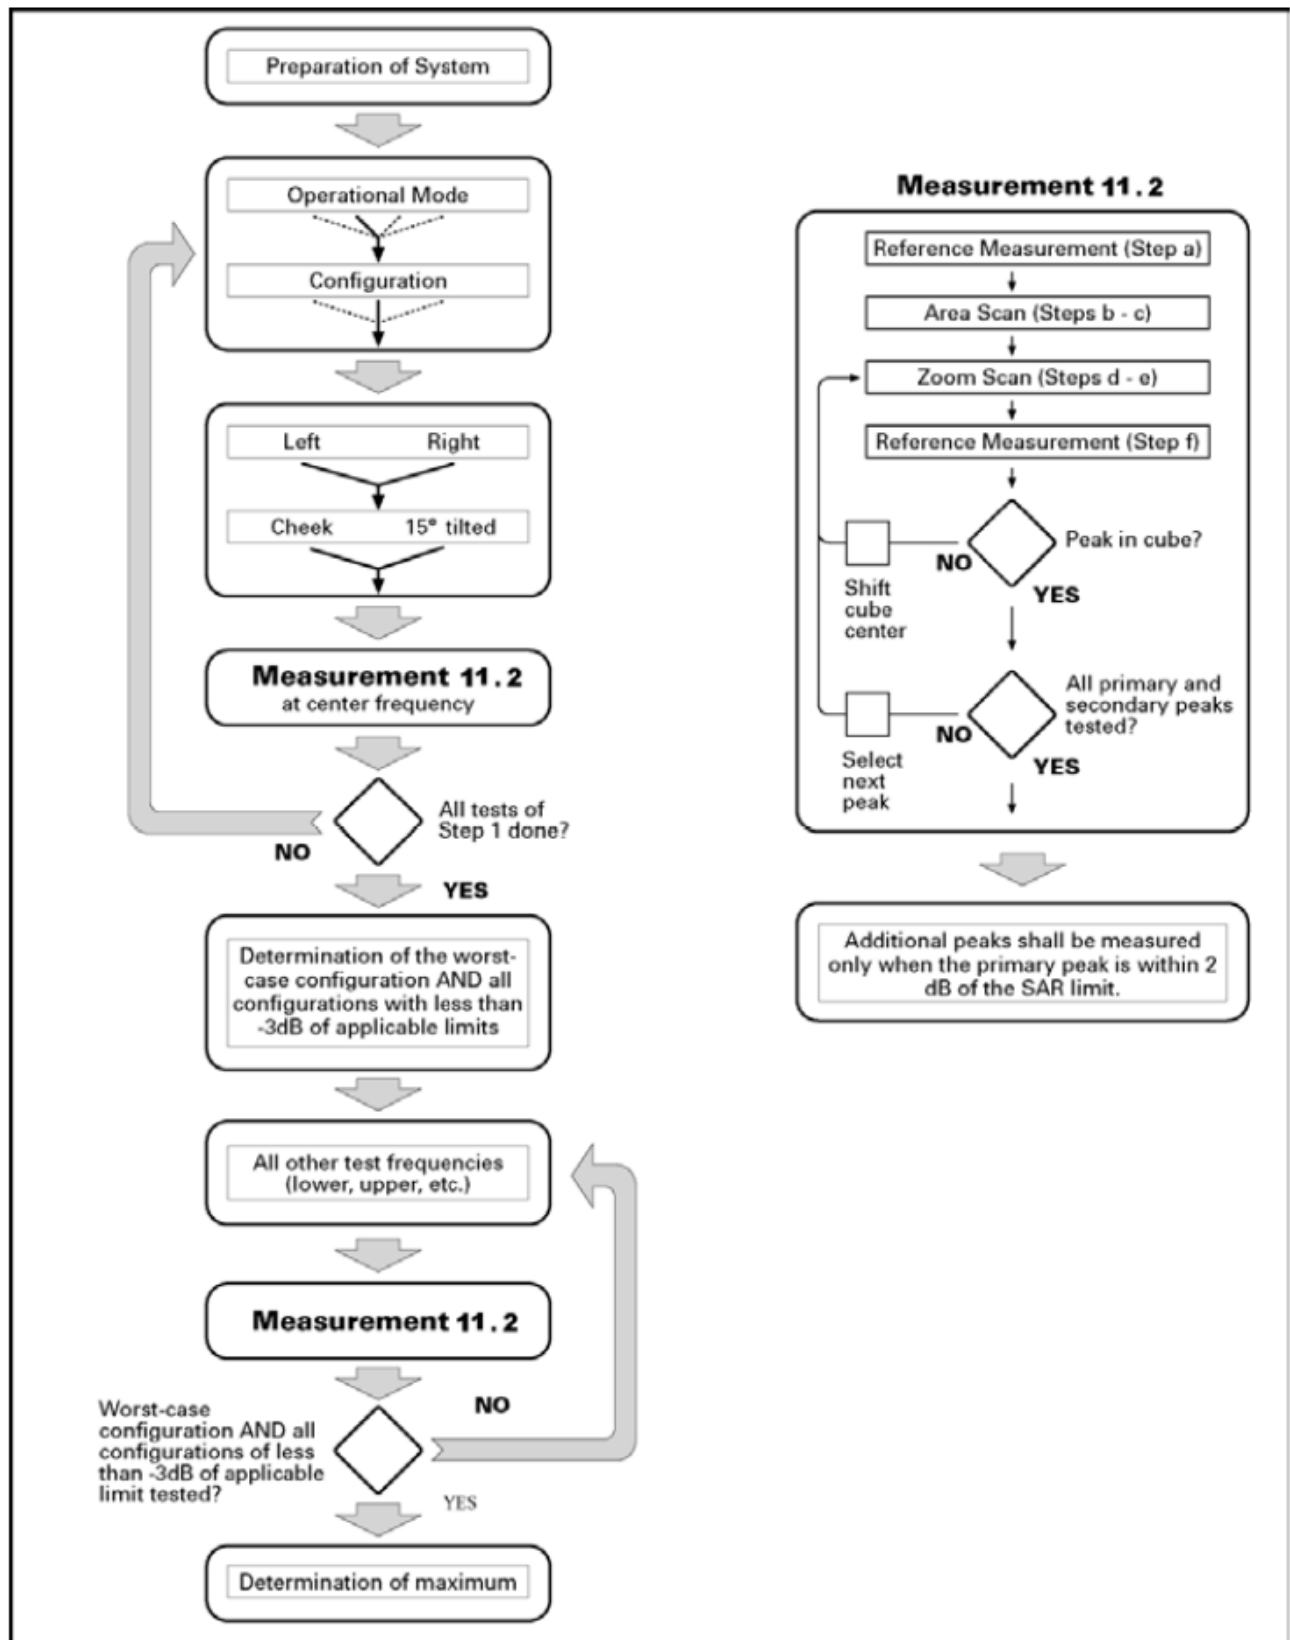 Preparation of System
Operational Mode
Configuration
Left Right
Cheek 15° tilted
Measurement 11.2
at center frequency
All tests of
Step 1 done?
NO
YES
Determination of the worst-
case configuration AND all
configurations with less than
-3dB of applicable limits
All other test frequencies
(lower, upper, etc.)
Measurement 11.2
NO
Worst-case
configuration AND all
configurations of less
than -3dB of applicable
limit tested?
YES
Determination of maximum
Measurement 11.2
Reference Measurement (Step a)
Area Scan (Steps b - c)
Zoom Scan (Steps d - e)
Reference Measurement (Step f)
Peak in cube?
NO
YES
Shift
cube
center
All primary and
secondary peaks
tested?
NO
YES
Select
next
peak
Additional peaks shall be measured
only when the primary peak is within 2
dB of the SAR limit.